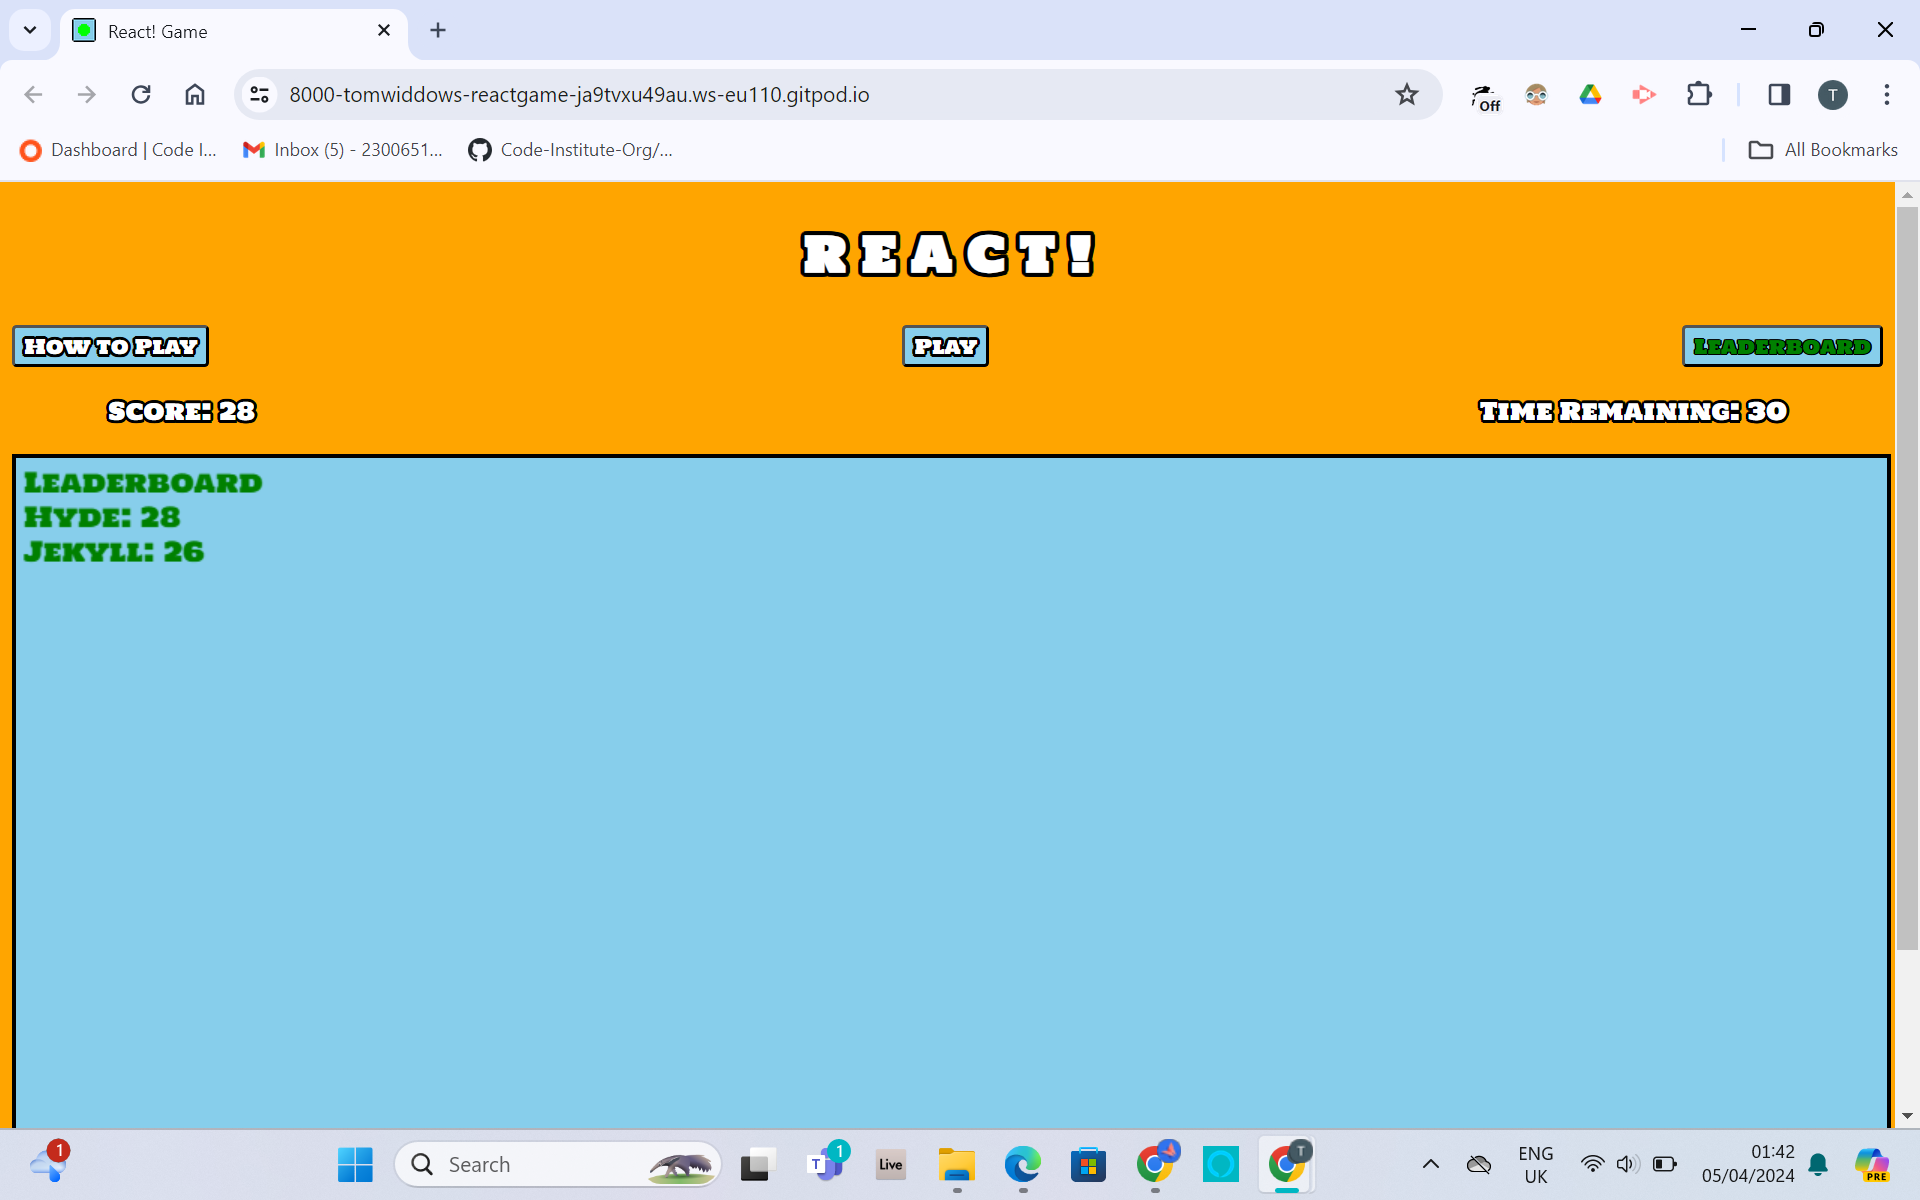 React! Game
8000-tomwiddows-reactgame-ja9tvxu49au.ws-eu110.gitpod.io
Off
T
Dashboard | Code I...
Inbox (5) - 2300651...
Code-Institute-Org/...
All Bookmarks
REACT!
How to Play
Play
Leaderboard
Score: 28
Time Remaining: 30
Leaderboard
Hyde: 28
Jekyll: 26
1
Search
T
1
Live
T
ENG
UK
01:42
05/04/2024
PRE